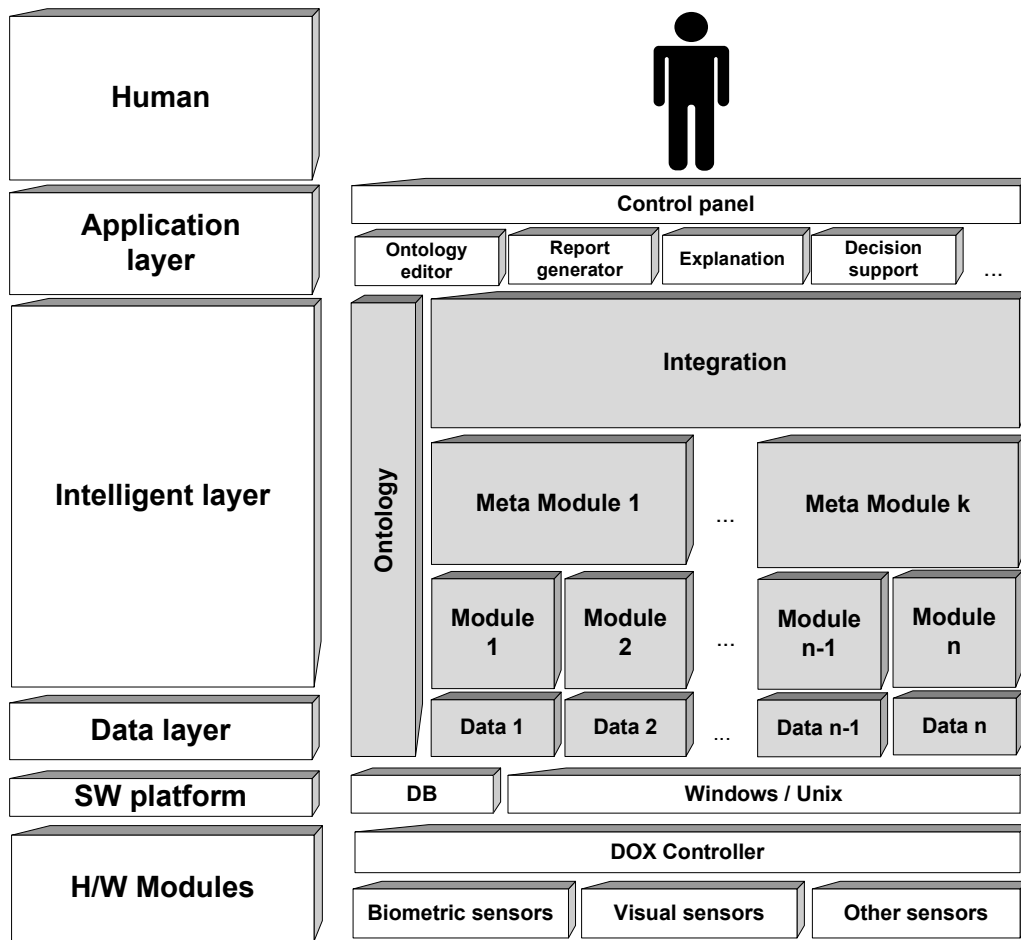 Human
Application
layer
Control panel
Ontology
editor
Report
generator
Explanation
Decision
support
...
Intelligent layer
Ontology
Integration
Meta Module 1
...
Meta Module k
Module
1
Module
2
...
Module
n-1
Module
n
Data layer
Data 1
Data 2
...
Data n-1
Data n
SW platform
DB
Windows / Unix
H/W Modules
DOX Controller
Biometric sensors
Visual sensors
Other sensors